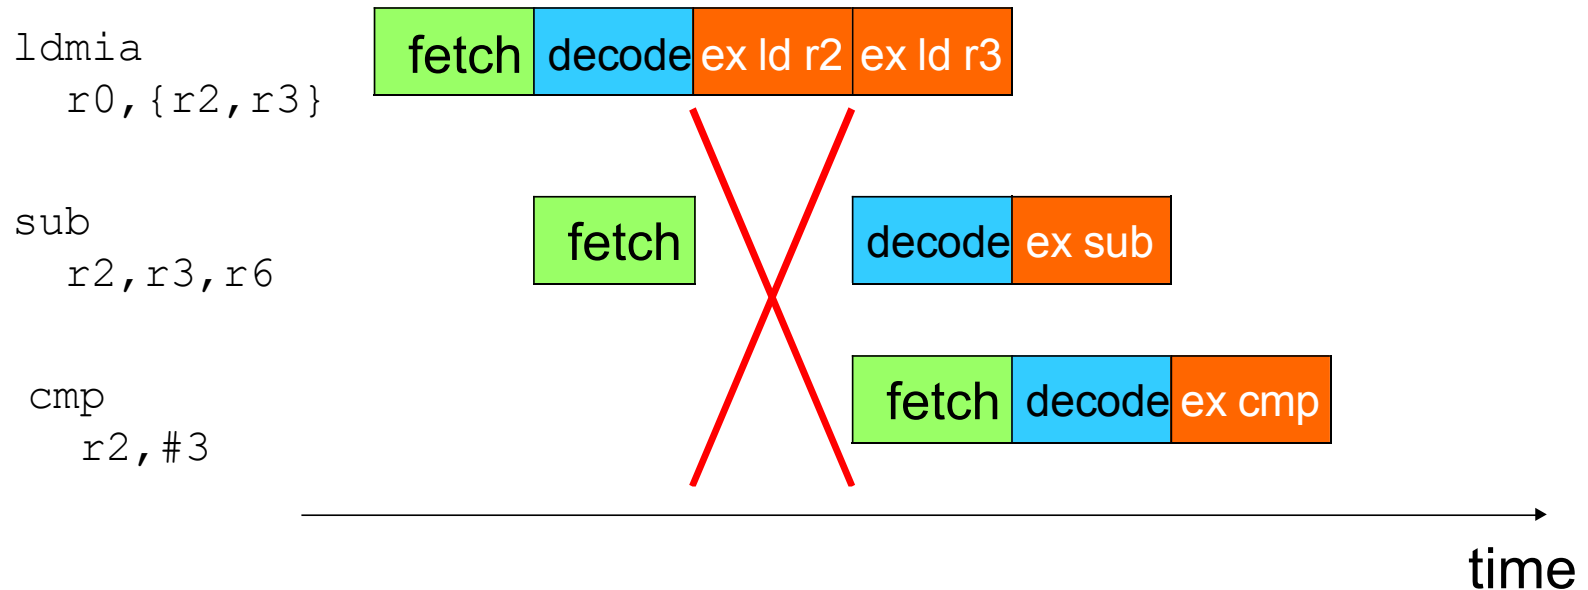 ldmia
r0,{r2,r3}
fetch decode ex ld r2 ex ld r3
sub
r2,r3,r6
fetch decode ex sub
cmp
r2,#3
fetch decode ex cmp
time